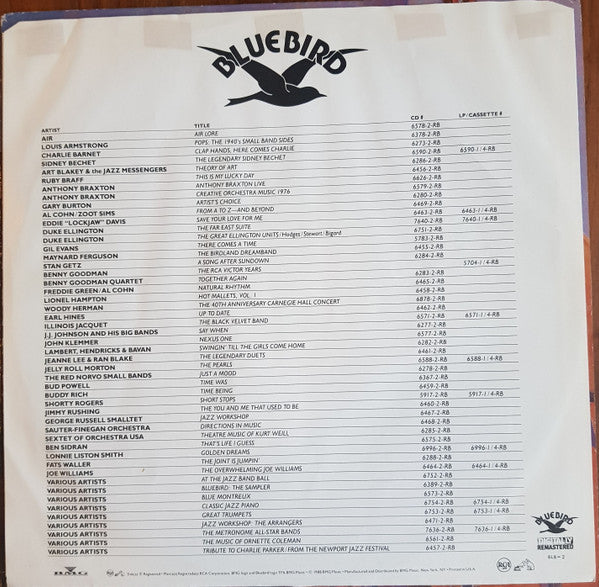 BLUEBIRD
ARTIST TITLE CD # LP/CASSETTE #
AIR AIR LORE 6578-2-RB
LOUIS ARMSTRONG POPS: THE 1940's SMALL BAND SIDES 6378-2-RB
CHARLIE BARNET CLAP HANDS, HERE COMES CHARLIE 6273-2-RB
SIDNEY BECHET THE LEGENDARY SIDNEY BECHET 6590-2-RB 6590-1/4-RB
ART BLAKEY & the JAZZ MESSENGERS THEORY OF ART 6286-2-RB
RUBY BRAFF THIS IS MY LUCKY DAY 6456-2-RB
ANTHONY BRAXTON ANTHONY BRAXTON LIVE 6626-2-RB
ANTHONY BRAXTON CREATIVE ORCHESTRA MUSIC 1976 6579-2-RB
GARY BURTON ARTIST'S CHOICE 6280-2-RB
AL COHN/ZOOT SIMS FROM A TO Z—AND BEYOND 6469-2-RB
EDDIE "LOCKJAW" DAVIS SAVE YOUR LOVE FOR ME 6463-2-RB 6463-1/4-RB
DUKE ELLINGTON THE FAR EAST SUITE 7640-2-RB 7640-1/4-RB
DUKE ELLINGTON THE GREAT ELLINGTON UNITS/Hodges/Stewart/Bigard 6751-2-RB
GIL EVANS THERE COMES A TIME 5783-2-RB
MAYNARD FERGUSON THE BIRDLAND DREAMBAND 6455-2-RB
STAN GETZ A SONG AFTER SUNDOWN 6284-2-RB
BENNY GOODMAN THE RCA VICTOR YEARS 5704-1/4-RB
BENNY GOODMAN QUARTET TOGETHER AGAIN 6283-2-RB
FREDDIE GREEN/AL COHN NATURAL RHYTHM 6465-2-RB
LIONEL HAMPTON HOT MALLETS, VOL. 1 6458-2-RB
WOODY HERMAN THE 40TH ANNIVERSARY CARNEGIE HALL CONCERT 6878-2-RB
EARL HINES UP TO DATE 6462-2-RB
ILLINOIS JACQUET THE BLACK VELVET BAND 6571-2-RB 6571-1/4-RB
J.J. JOHNSON AND HIS BIG BANDS SAY WHEN 6277-2-RB
JOHN KLEMMER NEXUS ONE 6577-2-RB
LAMBERT, HENDRICKS & BAVAN SWINGIN' TILL THE GIRLS COME HOME 6282-2-RB
JEANNE LEE & RAN BLAKE THE LEGENDARY DUETS 6461-2-RB
JELLY ROLL MORTON THE PEARLS 6588-2-RB 6588-1/4-RB
THE RED NORVO SMALL BANDS JUST A MOOD 6278-2-RB
BUD POWELL TIME WAS 6367-2-RB
BUDDY RICH TIME BEING 6459-2-RB
SHORTY ROGERS SHORT STOPS 5917-2-RB 5917-1/4-RB
JIMMY RUSHING THE YOU AND ME THAT USED TO BE 6460-2-RB
GEORGE RUSSELL SMALLTET JAZZ WORKSHOP 6467-2-RB
SAUTER-FINEGAN ORCHESTRA DIRECTIONS IN MUSIC 6468-2-RB
SEXTET OF ORCHESTRA USA THEATRE MUSIC OF KURT WEILL 6285-2-RB
BEN SIDRAN THAT'S LIFE I GUESS 6575-2-RB
LONNIE LISTON SMITH GOLDEN DREAMS 6996-2-RB 6996-1/4-RB
FATS WALLER THE JOINT IS JUMPIN' 6288-2-RB
JOE WILLIAMS THE OVERWHELMING JOE WILLIAMS 6464-2-RB 6464-1/4-RB
VARIOUS ARTISTS AT THE JAZZ BAND BALL 6752-2-RB
VARIOUS ARTISTS BLUEBIRD: THE SAMPLER 6389-2-RB
VARIOUS ARTISTS BLUE MONTREUX 6573-2-RB
VARIOUS ARTISTS CLASSIC JAZZ PIANO 6754-2-RB 6754-1/4-RB
VARIOUS ARTISTS GREAT TRUMPETS 6753-2-RB 6753-1/4-RB
VARIOUS ARTISTS JAZZ WORKSHOP: THE ARRANGERS 6471-2-RB
VARIOUS ARTISTS THE METRONOME ALL-STAR BANDS 7636-2-RB 7636-1/4-RB
VARIOUS ARTISTS THE MUSIC OF ORNETTE COLEMAN 6561-2-RB
VARIOUS ARTISTS TRIBUTE TO CHARLIE PARKER/FROM THE NEWPORT JAZZ FESTIVAL 6457-2-RB
BLUEBIRD
DIGITALLY
REMASTERED
BLB—2
BMG
RCA